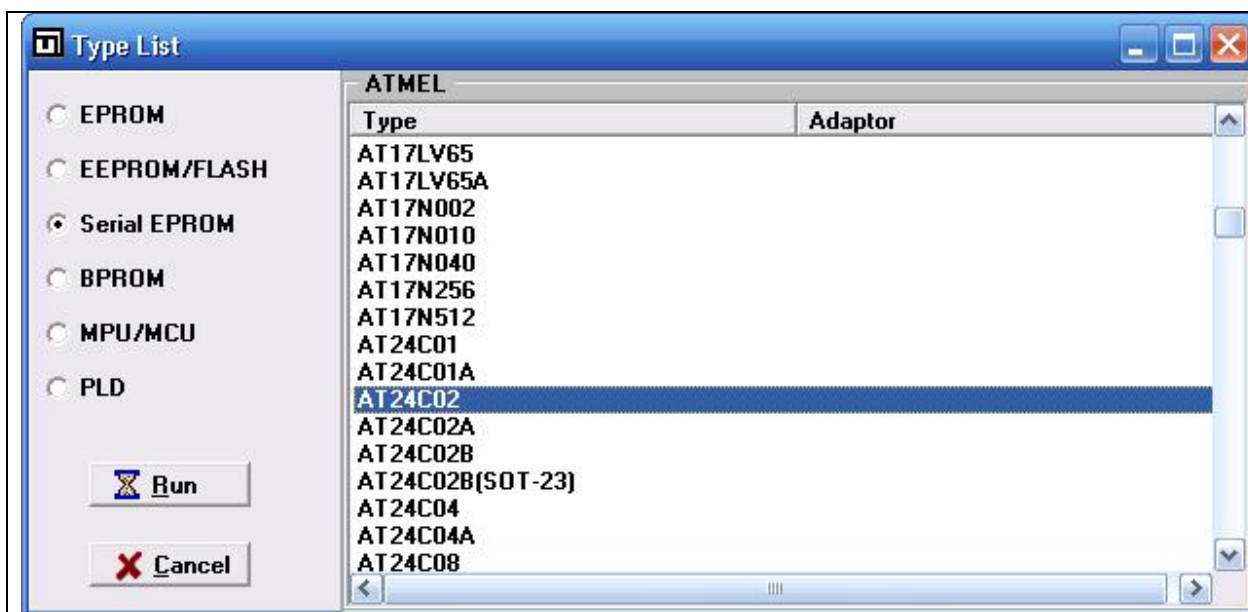 Type List
EPROM
EEPROM/FLASH
Serial EPROM
BPROM
MPU/MCU
PLD
Run
Cancel
ATMEL
Type Adaptor
AT17LV65
AT17LV65A
AT17N002
AT17N010
AT17N040
AT17N256
AT17N512
AT24C01
AT24C01A
AT24C02
AT24C02A
AT24C02B
AT24C02B(SOT-23)
AT24C04
AT24C04A
AT24C08